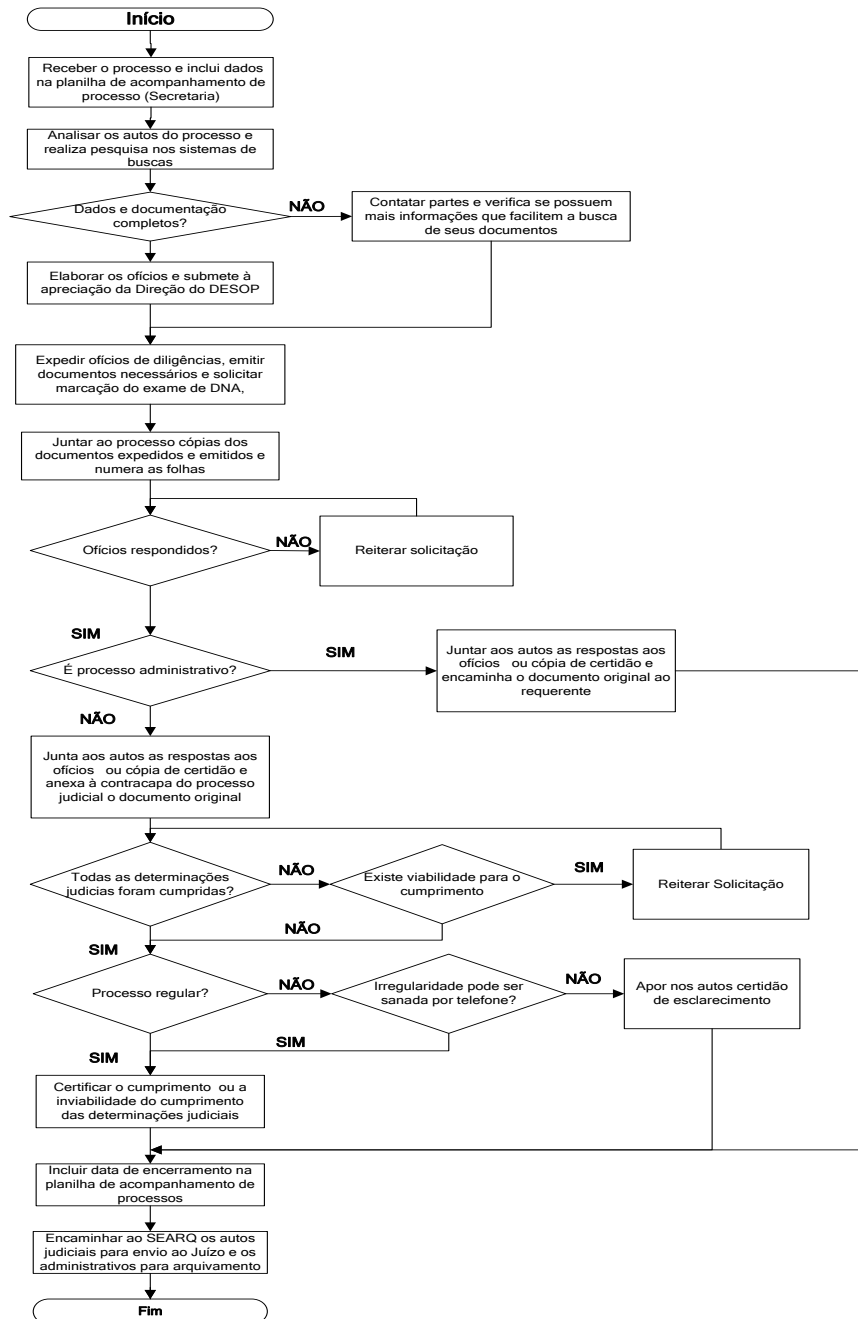 Início
Receber o processo e inclui dados
na planilha de acompanhamento de
processo (Secretaria)
Analisar os autos do processo e
realiza pesquisa nos sistemas de
buscas
Dados e documentação
completos?
NÃO
Contatar partes e verifica se possuem
mais informações que facilitem a busca
de seus documentos
Elaborar os ofícios e submete à
apreciação da Direção do DESOP
Expedir ofícios de diligências, emitir
documentos necessários e solicitar
marcação do exame de DNA,
Juntar ao processo cópias dos
documentos expedidos e emitidos e
numera as folhas
Ofícios respondidos?
NÃO
Reiterar solicitação
SIM
É processo administrativo?
SIM
Juntar aos autos as respostas aos
ofícios ou cópia de certidão e
encaminha o documento original ao
requerente
NÃO
Junta aos autos as respostas aos
ofícios ou cópia de certidão e
anexa à contracapa do processo
judicial o documento original
Todas as determinações
judicias foram cumpridas?
NÃO
Existe viabilidade para o
cumprimento
SIM
Reiterar Solicitação
NÃO
SIM
Processo regular?
NÃO
Irregularidade pode ser
sanada por telefone?
NÃO
Apor nos autos certidão
de esclarecimento
SIM
SIM
Certificar o cumprimento ou a
inviabilidade do cumprimento
das determinações judiciais
Incluir data de encerramento na
planilha de acompanhamento de
processos
Encaminhar ao SEARQ os autos
judiciais para envio ao Juízo e os
administrativos para arquivamento
Fim